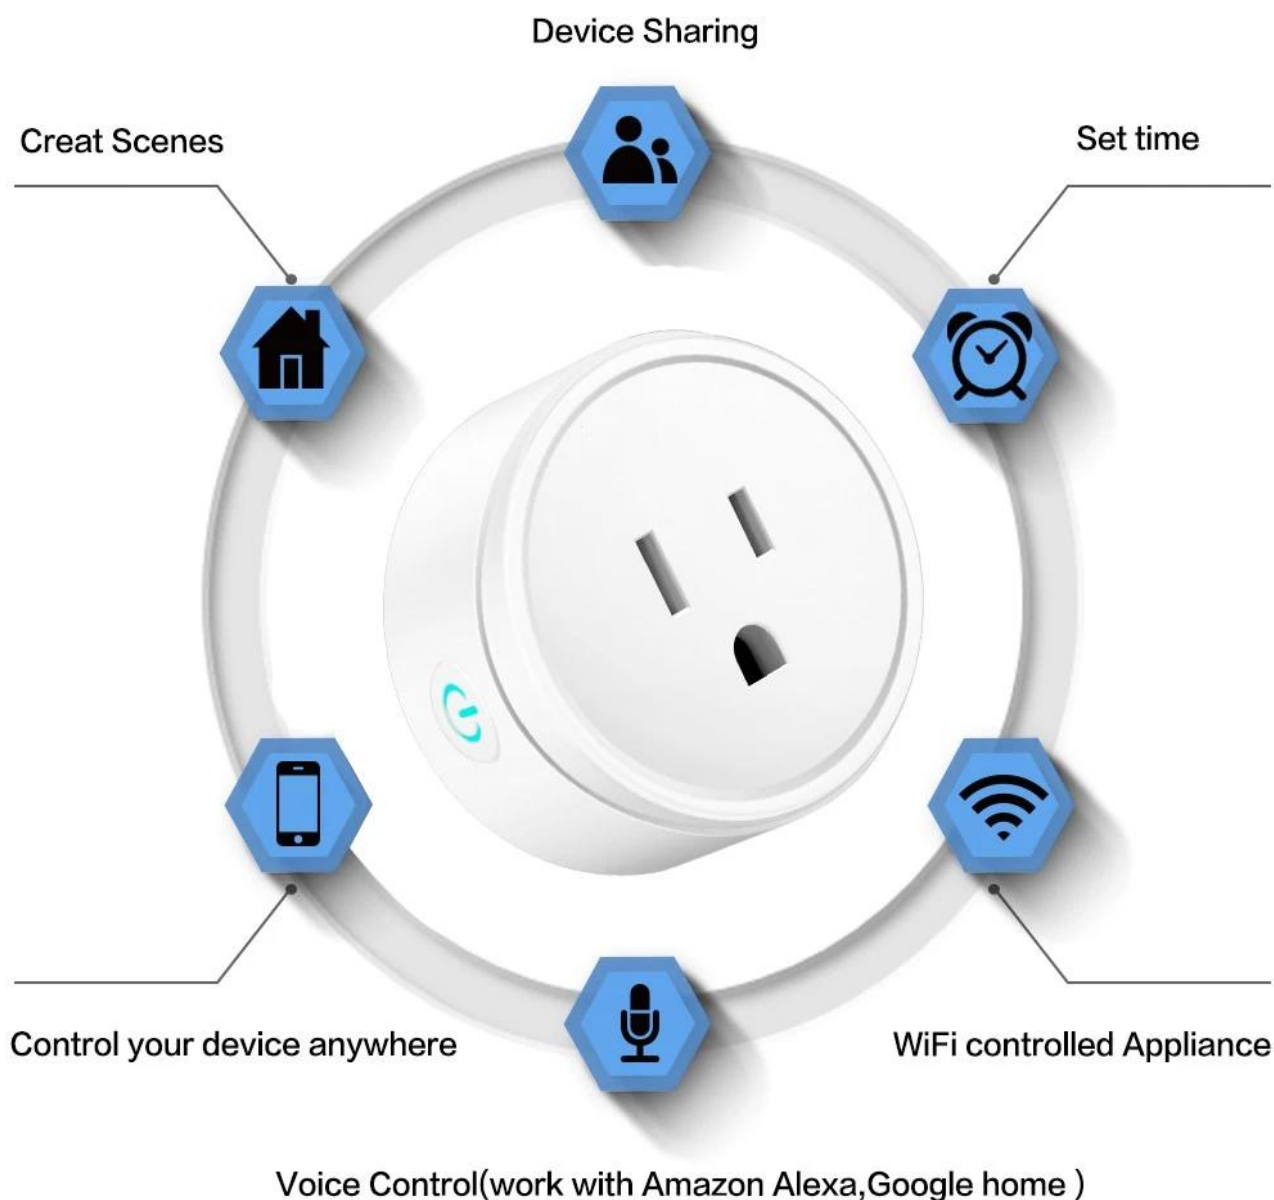 Device Sharing
Creat Scenes
Set time
Control your device anywhere
WiFi controlled Appliance
Voice Control(work with Amazon Alexa,Google home )